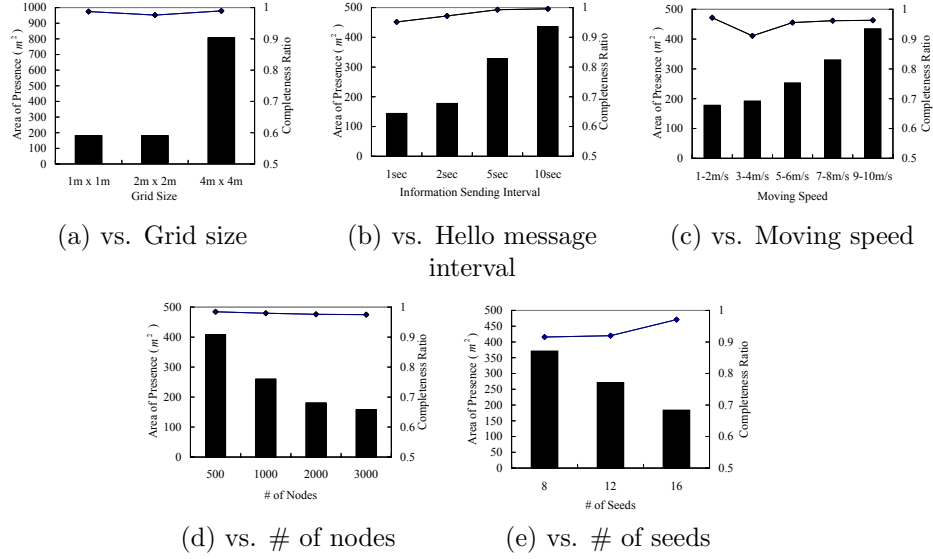 1000
900
800
700
600
500
400
300
200
100
0
Area of Presence ( m² )
1
0.9
0.8
0.7
0.6
0.5
Completeness Ratio
1m x 1m 2m x 2m 4m x 4m
Grid Size
(a) vs. Grid size
500
400
300
200
100
0
Area of Presence ( m² )
1
0.9
0.8
0.7
0.6
0.5
Completeness Ratio
1sec 2sec 5sec 10sec
Information Sending Interval
(b) vs. Hello message
interval
500
400
300
200
100
0
Area of Presence ( m² )
1
0.9
0.8
0.7
0.6
0.5
Completeness Ratio
1-2m/s 3-4m/s 5-6m/s 7-8m/s 9-10m/s
Moving Speed
(c) vs. Moving speed
500
400
300
200
100
0
Area of Presence ( m² )
1
0.9
0.8
0.7
0.6
0.5
Completeness Ratio
500 1000 2000 3000
# of Nodes
(d) vs. # of nodes
500
450
400
350
300
250
200
150
100
50
0
Area of Presence ( m² )
1
0.9
0.8
0.7
0.6
0.5
Completeness Ratio
8 12 16
# of Seeds
(e) vs. # of seeds